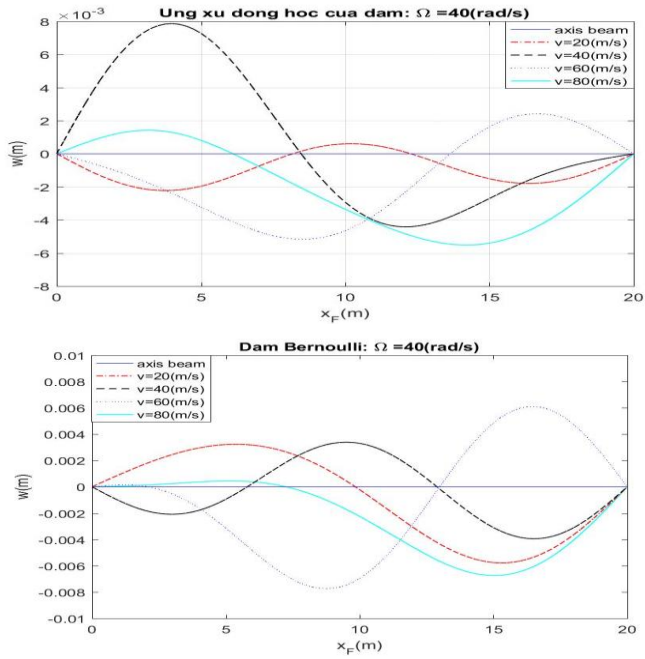 Ung xu dong hoc cua dam: Ω =40(rad/s)
×10⁻³
8
6
4
2
0
-2
-4
-6
-8
w(m)
axis beam
v=20(m/s)
v=40(m/s)
v=60(m/s)
v=80(m/s)
0 5 10 15 20
x_F(m)
Dam Bernoulli: Ω =40(rad/s)
0.01
0.008
0.006
0.004
0.002
0
-0.002
-0.004
-0.006
-0.008
-0.01
w(m)
axis beam
v=20(m/s)
v=40(m/s)
v=60(m/s)
v=80(m/s)
0 5 10 15 20
x_F(m)